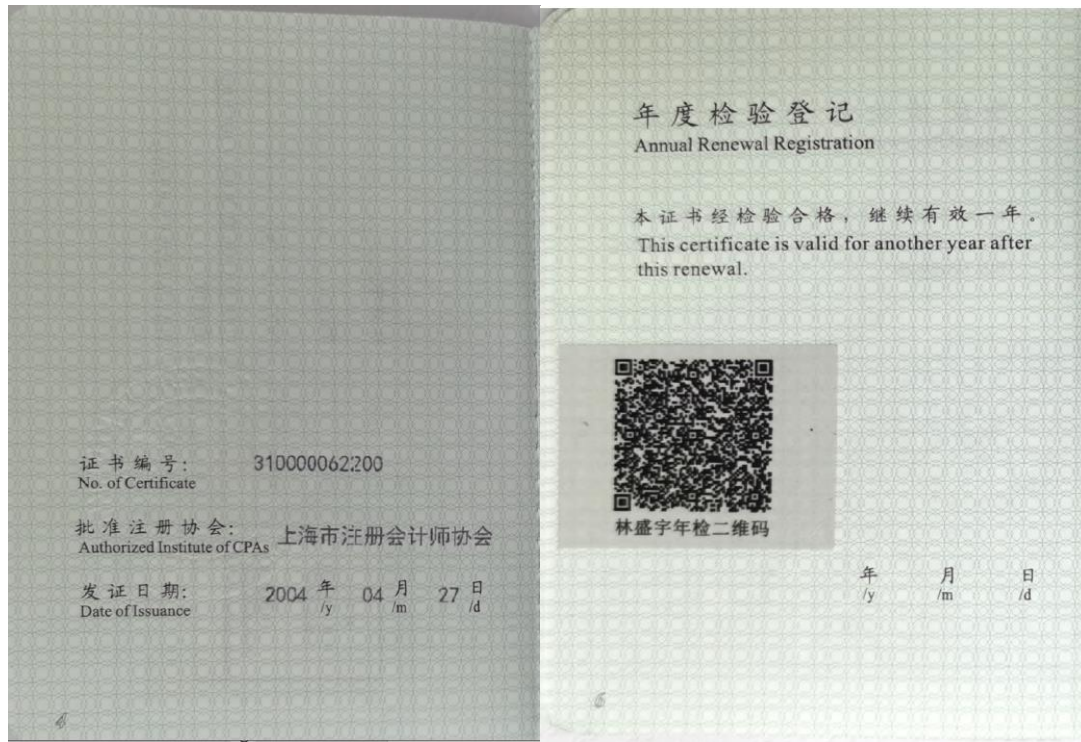 证书编号: 310000062200
No. of Certificate
批准注册协会: 上海市注册会计师协会
Authorized Institute of CPAs
发证日期: 2004 年 04 月 27 日
Date of Issuance /y /m /d
4
年度检验登记
Annual Renewal Registration
本证书经检验合格，继续有效一年。
This certificate is valid for another year after
this renewal.
林盛宇年检二维码
年 月 日
/y /m /d